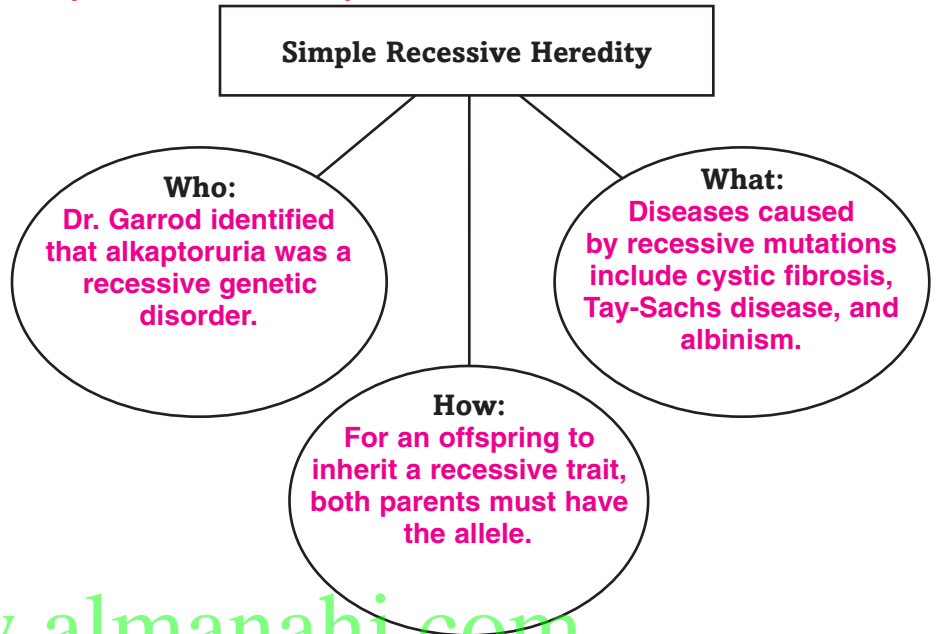 Simple Recessive Heredity
Who:
Dr. Garrod identified
that alkaptoruria was a
recessive genetic
disorder.
What:
Diseases caused
by recessive mutations
include cystic fibrosis,
Tay-Sachs disease, and
albinism.
How:
For an offspring to
inherit a recessive trait,
both parents must have
the allele.
almanahj.com